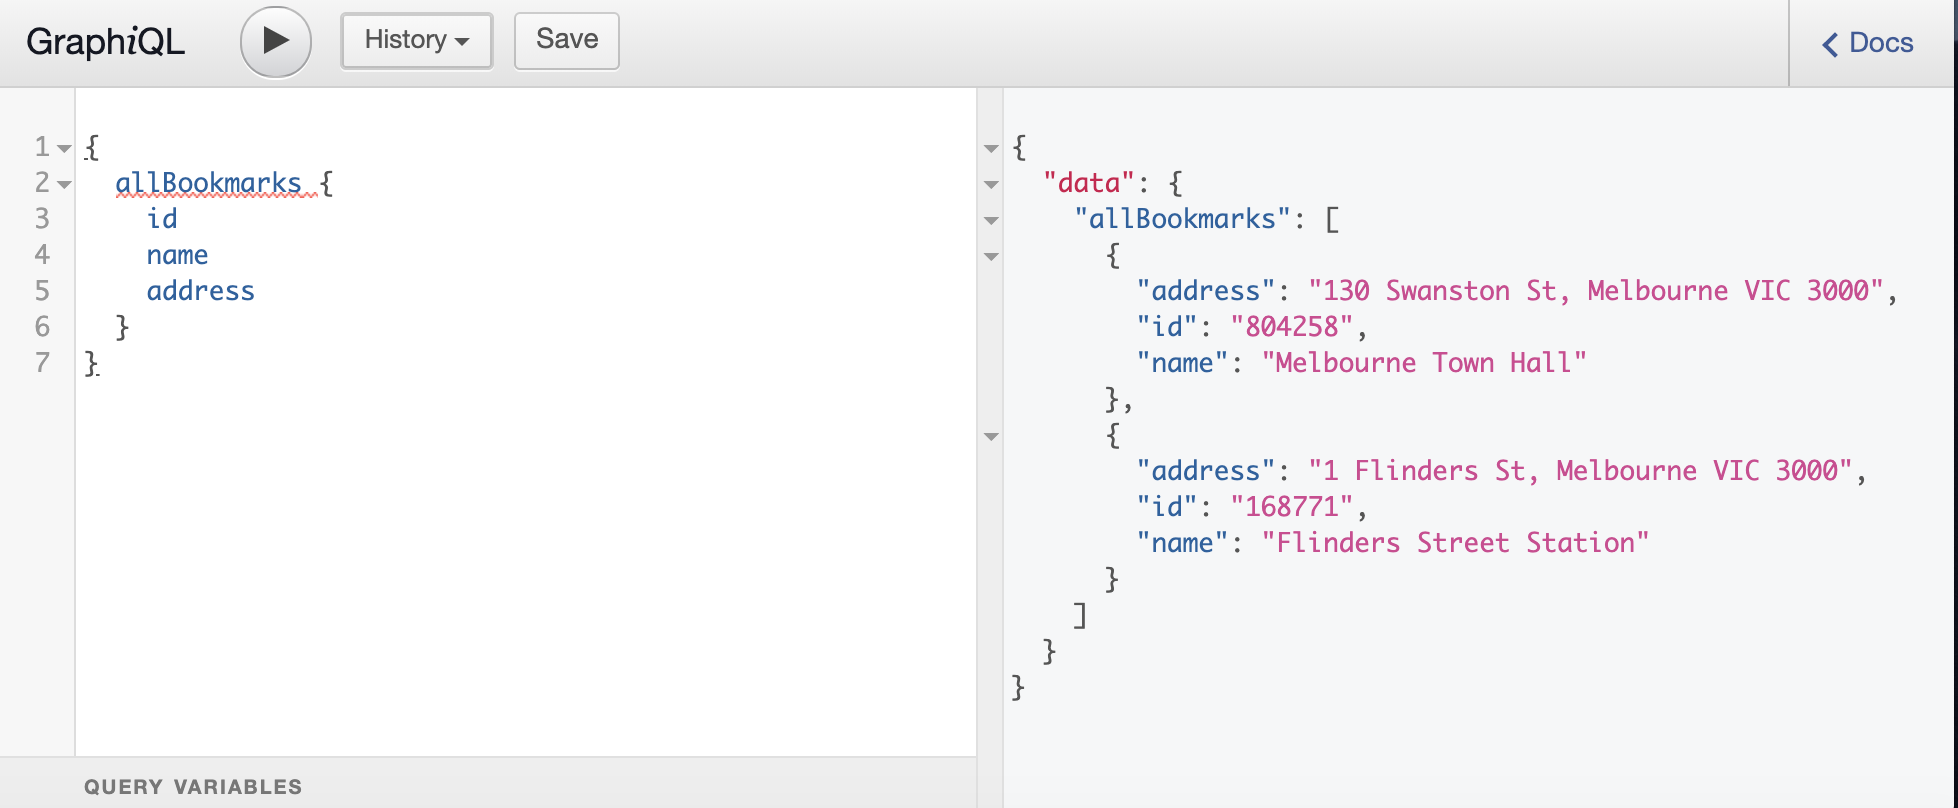 GraphiQL
History
Save
Docs
1 {
2   allBookmarks {
3     id
4     name
5     address
6   }
7 }
QUERY VARIABLES
{
  "data": {
    "allBookmarks": [
      {
        "address": "130 Swanston St, Melbourne VIC 3000",
        "id": "804258",
        "name": "Melbourne Town Hall"
      },
      {
        "address": "1 Flinders St, Melbourne VIC 3000",
        "id": "168771",
        "name": "Flinders Street Station"
      }
    ]
  }
}